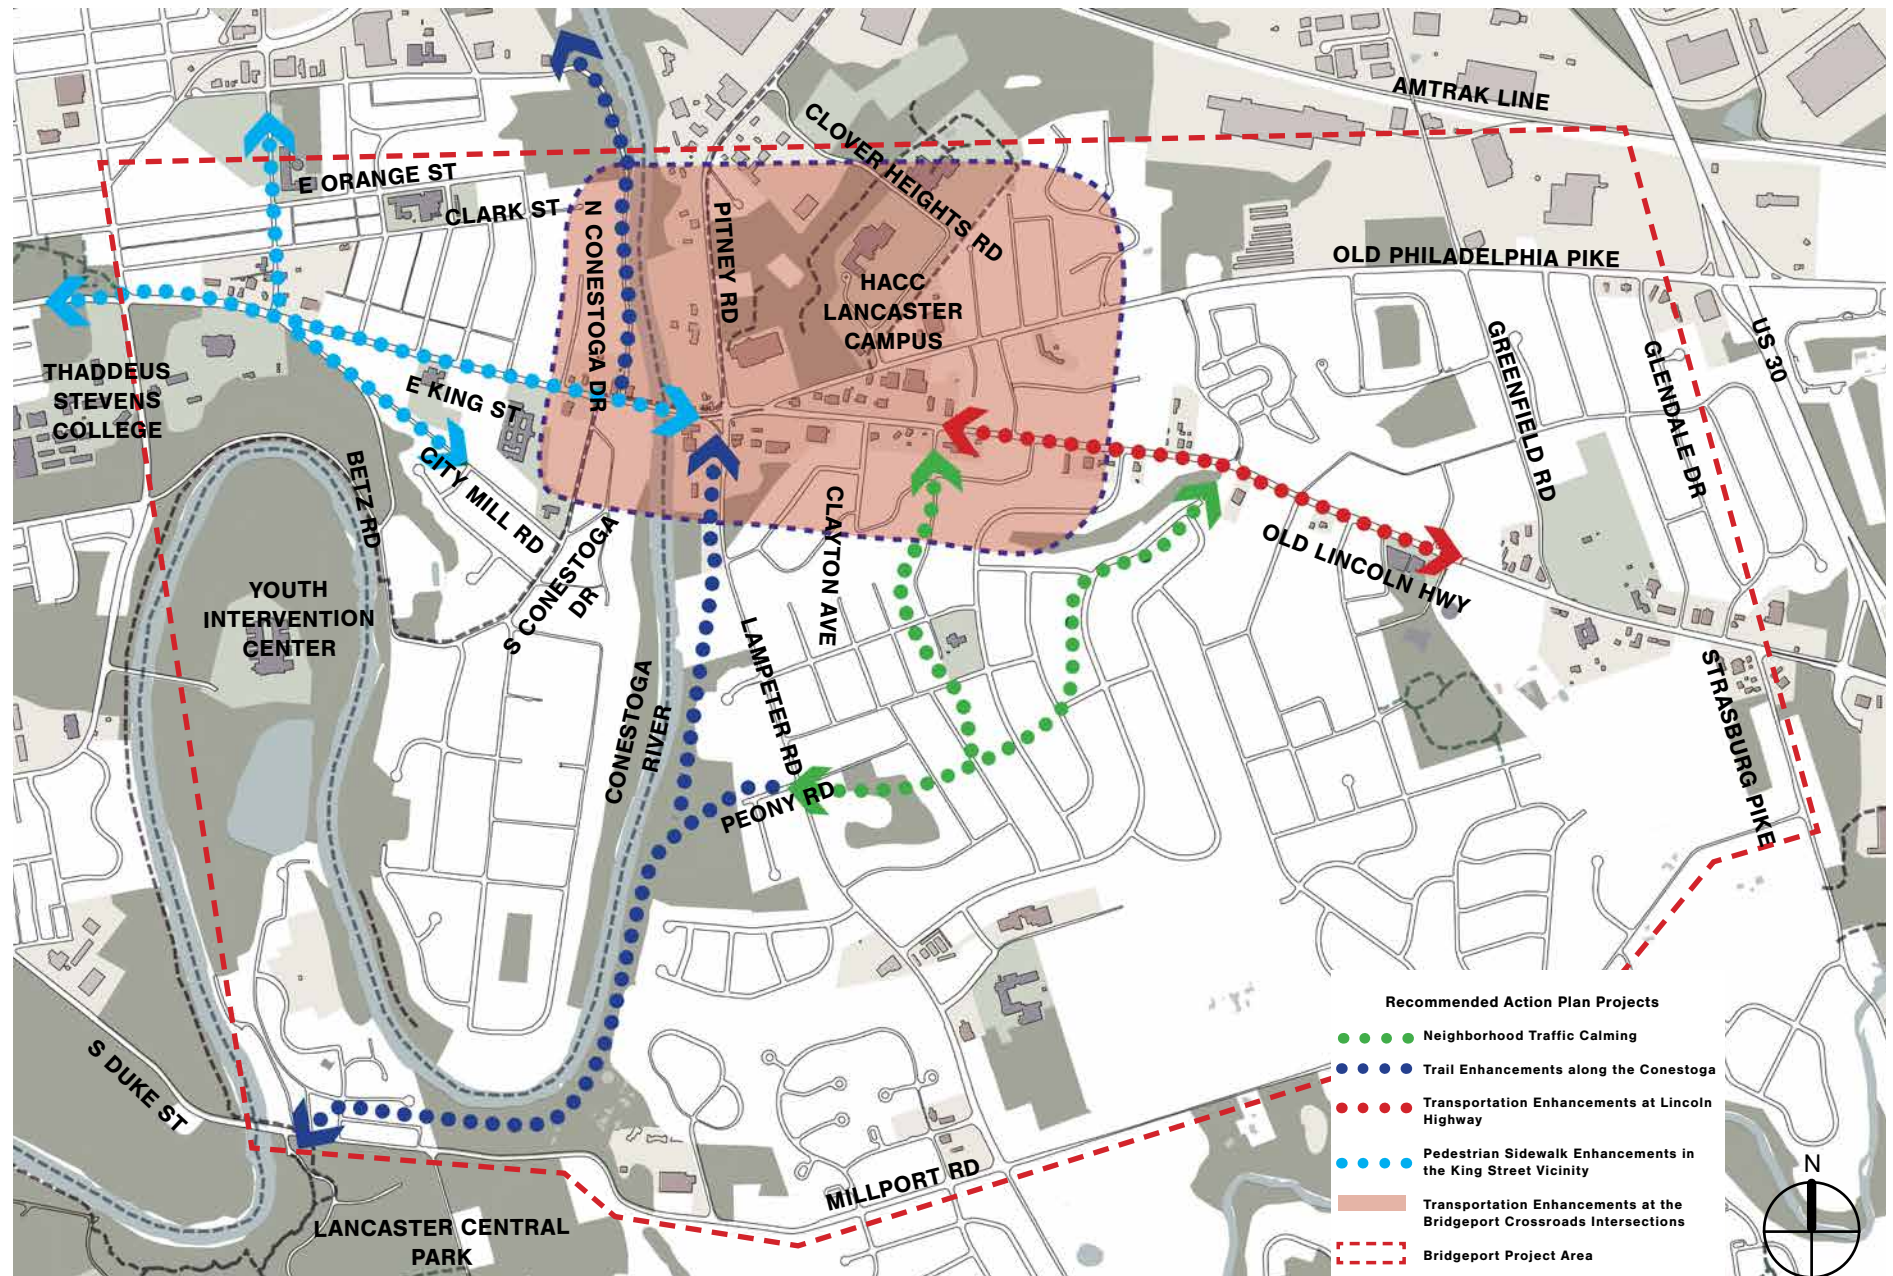 AMTRAK LINE
CLOVER HEIGHTS RD
E ORANGE ST
CLARK ST
N CONESTOGA DR
PITNEY RD
OLD PHILADELPHIA PIKE
HACC
LANCASTER
CAMPUS
US 30
GREENFIELD RD
GLENDALE DR
THADDEUS
STEVENS
COLLEGE
E KING ST
BETZ RD
CITY MILL RD
CLAYTON AVE
OLD LINCOLN HWY
S CONESTOGA
DR
YOUTH
INTERVENTION
CENTER
LAMPETER RD
CONESTOGA
RIVER
STRASBURG PIKE
PEONY RD
S DUKE ST
MILLPORT RD
LANCASTER CENTRAL
PARK
Recommended Action Plan Projects
Neighborhood Traffic Calming
Trail Enhancements along the Conestoga
Transportation Enhancements at Lincoln
Highway
Pedestrian Sidewalk Enhancements in
the King Street Vicinity
Transportation Enhancements at the
Bridgeport Crossroads Intersections
Bridgeport Project Area
N